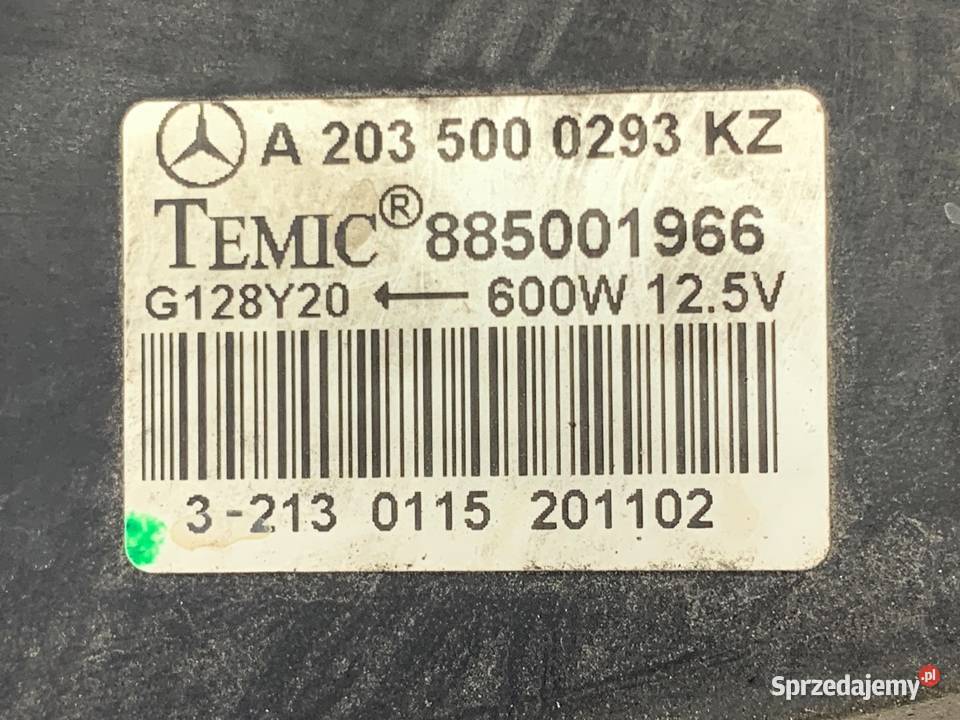 A 203 500 0293 KZ
TEMIC® 885001966
G128Y20 ← 600W 12.5V
3-213 0115 201102
Sprzedajemy.pl